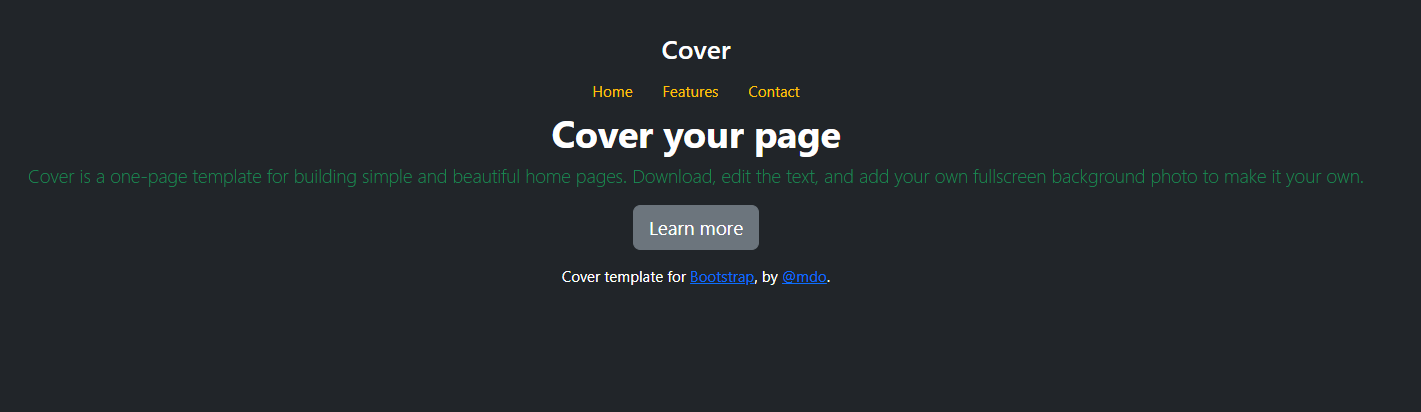 Cover
Home Features Contact
Cover your page
Cover is a one-page template for building simple and beautiful home pages. Download, edit the text, and add your own fullscreen background photo to make it your own.
Learn more
Cover template for Bootstrap, by @mdo.